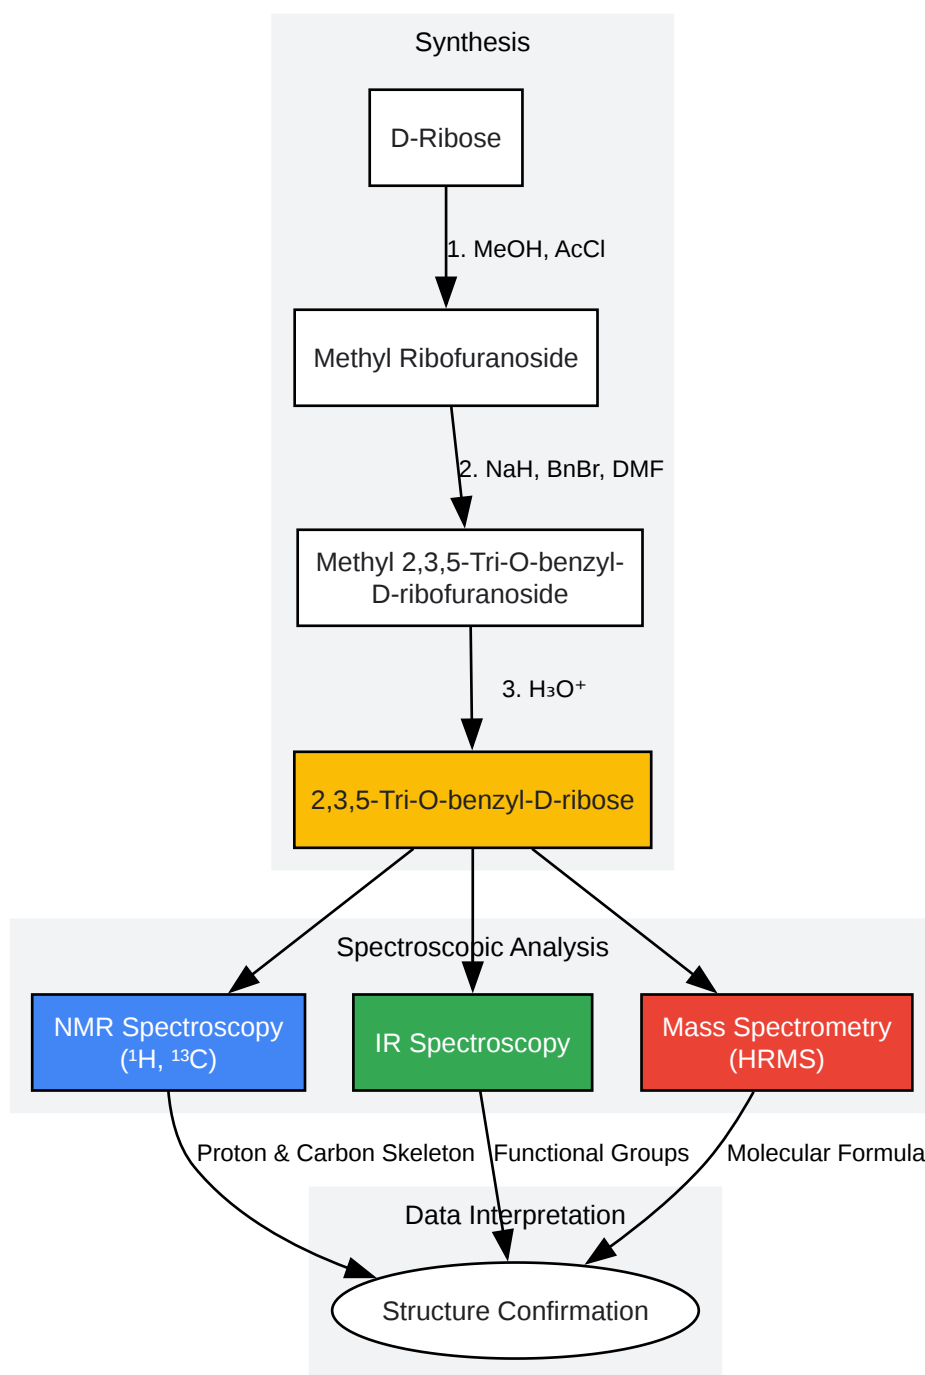 Synthesis
D-Ribose
1. MeOH, AcCl
Methyl Ribofuranoside
2. NaH, BnBr, DMF
Methyl 2,3,5-Tri-O-benzyl-
D-ribofuranoside
3. H₃O⁺
2,3,5-Tri-O-benzyl-D-ribose
Spectroscopic Analysis
NMR Spectroscopy
(¹H, ¹³C)
IR Spectroscopy
Mass Spectrometry
(HRMS)
Proton & Carbon Skeleton
Functional Groups
Molecular Formula
Data Interpretation
Structure Confirmation